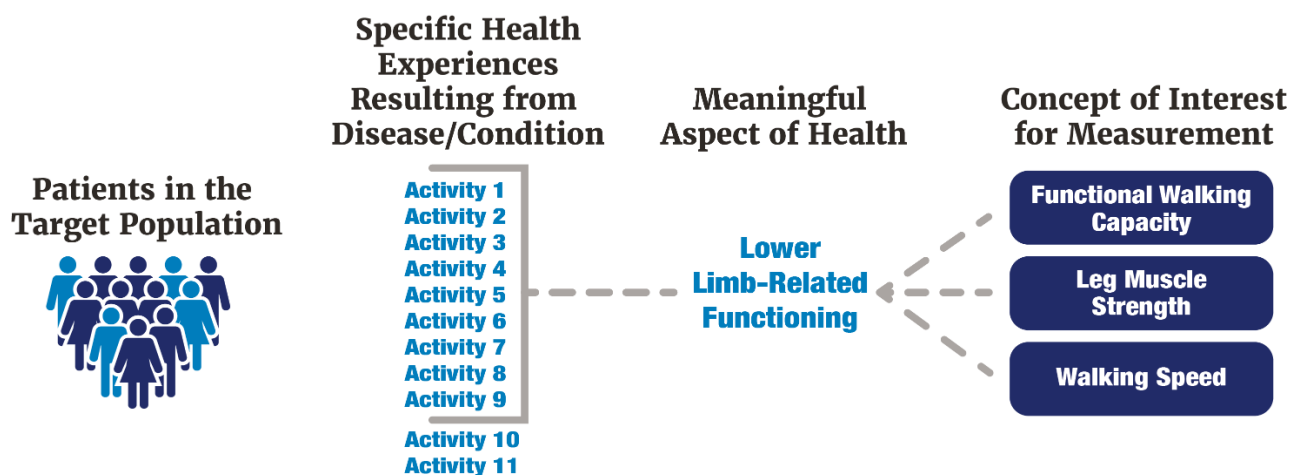 Patients in the
Target Population
Specific Health
Experiences
Resulting from
Disease/Condition
Activity 1
Activity 2
Activity 3
Activity 4
Activity 5
Activity 6
Activity 7
Activity 8
Activity 9
Activity 10
Activity 11
Meaningful
Aspect of Health
Lower
Limb-Related
Functioning
Concept of Interest
for Measurement
Functional Walking
Capacity
Leg Muscle
Strength
Walking Speed